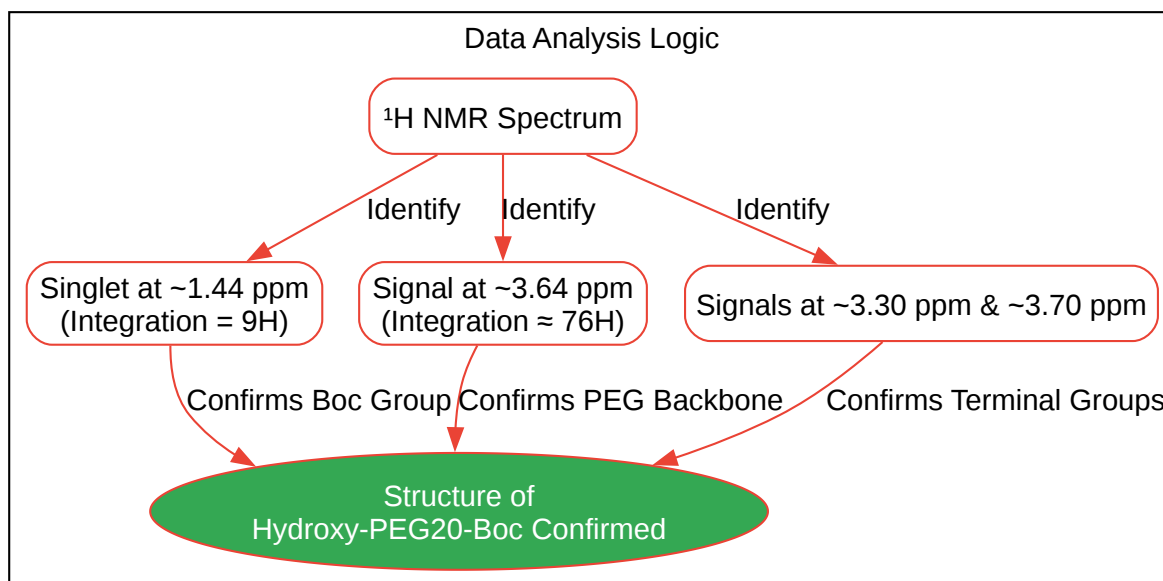 Data Analysis Logic
¹H NMR Spectrum
Identify
Identify
Identify
Singlet at ~1.44 ppm
(Integration = 9H)
Signal at ~3.64 ppm
(Integration ≈ 76H)
Signals at ~3.30 ppm & ~3.70 ppm
Confirms Boc Group
Confirms PEG Backbone
Confirms Terminal Groups
Structure of
Hydroxy-PEG20-Boc Confirmed